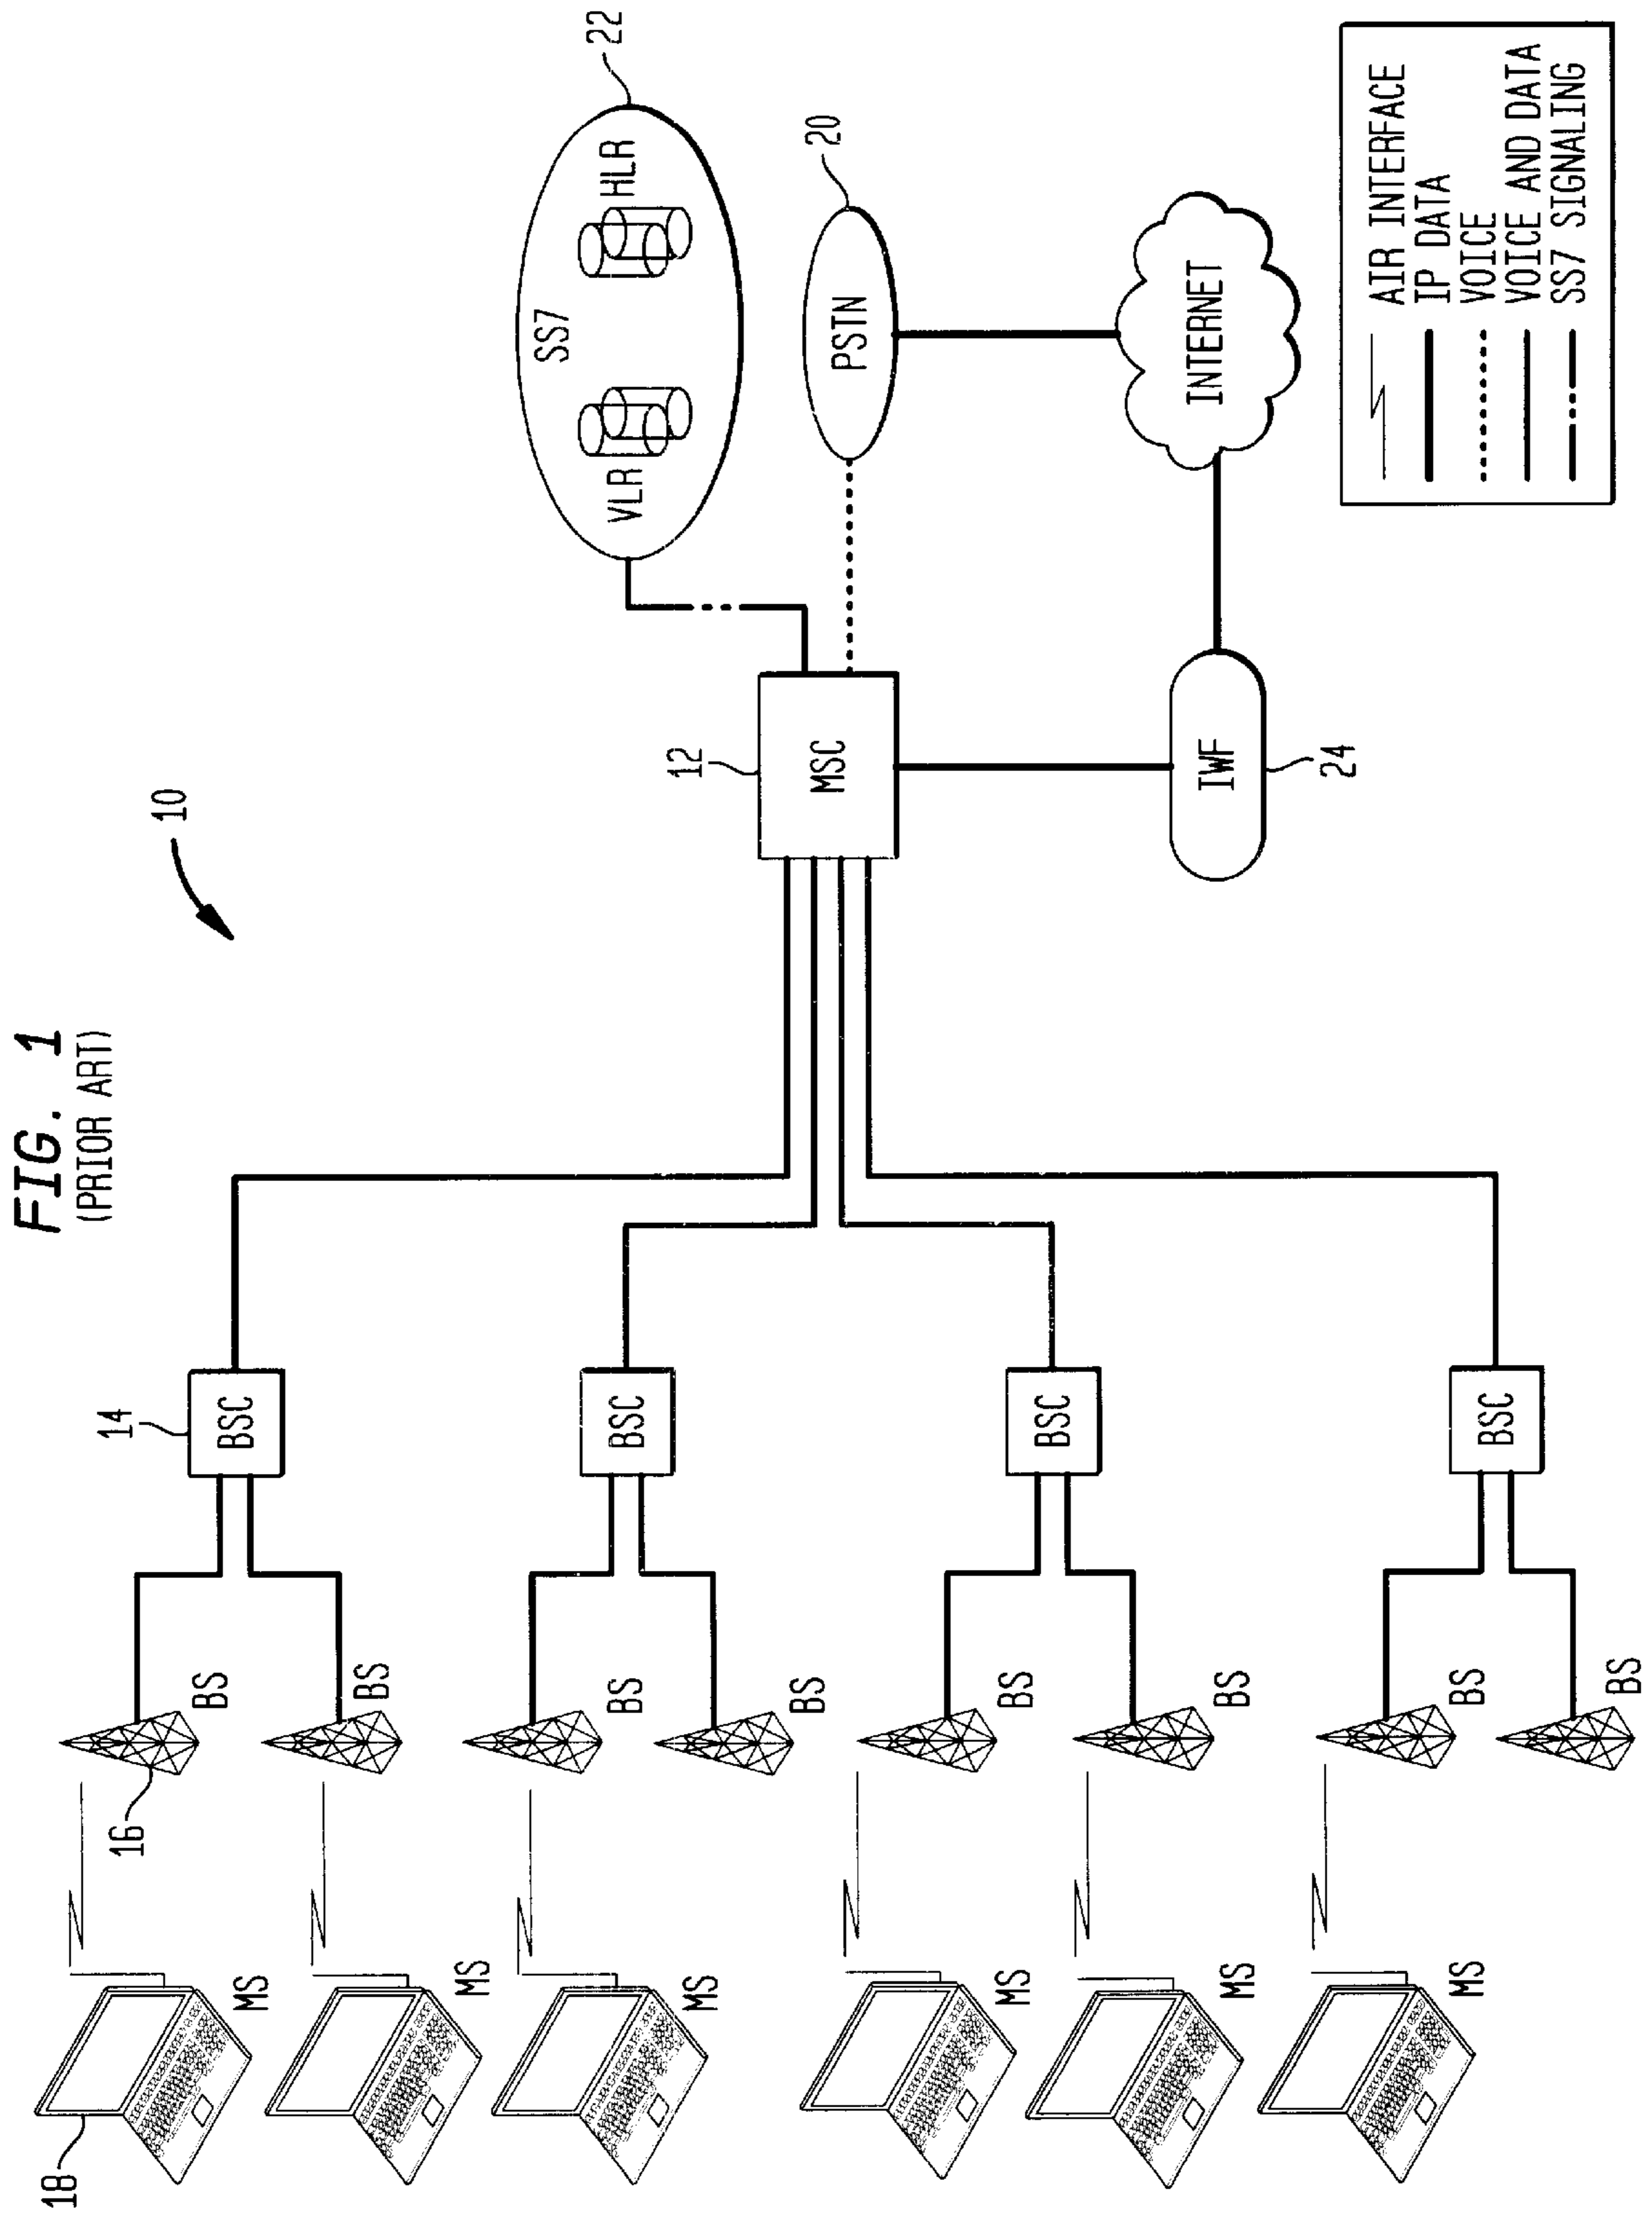 FIG. 1
(PRIOR ART)
10
18
MS
MS
MS
MS
MS
MS
16
BS
BS
BS
BS
BS
BS
BS
BS
14
BSC
BSC
BSC
BSC
12
MSC
IWF
24
22
SS7
VLR
HLR
20
PSTN
INTERNET
AIR INTERFACE
IP DATA
VOICE
VOICE AND DATA
SS7 SIGNALING